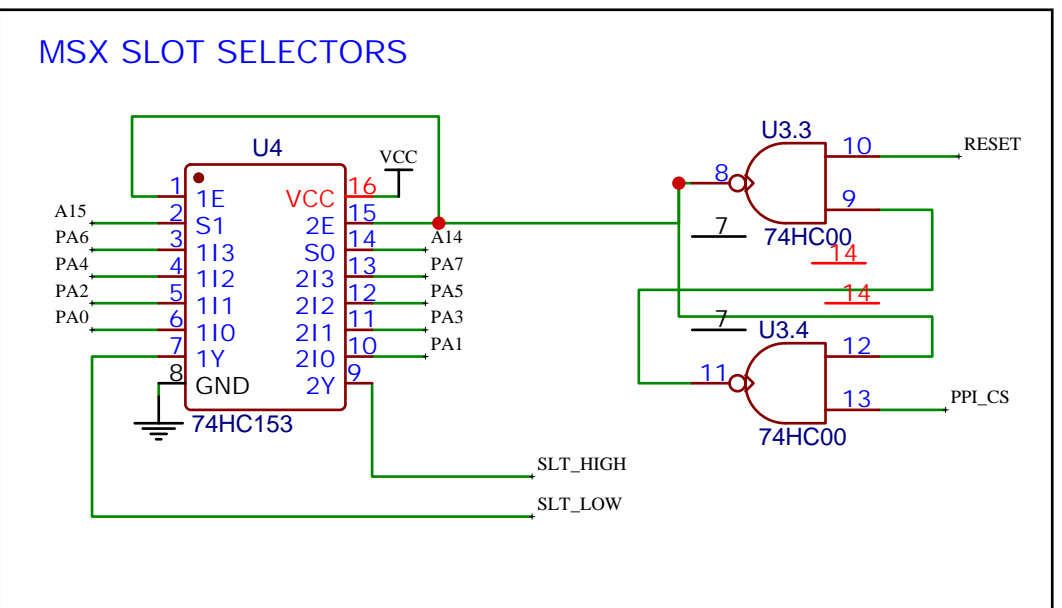 MSX SLOT SELECTORS
U4
VCC
1
1E
VCC
16
A15
2
S1
2E
15
PA6
3
1I3
S0
14
A14
PA4
4
1I2
2I3
13
PA7
PA2
5
1I1
2I2
12
PA5
PA0
6
1I0
2I1
11
PA3
7
1Y
2I0
10
PA1
8
GND
2Y
9
74HC153
SLT_HIGH
SLT_LOW
U3.3
10
RESET
8
9
7
74HC00
14
14
7
U3.4
12
11
13
PPI_CS
74HC00